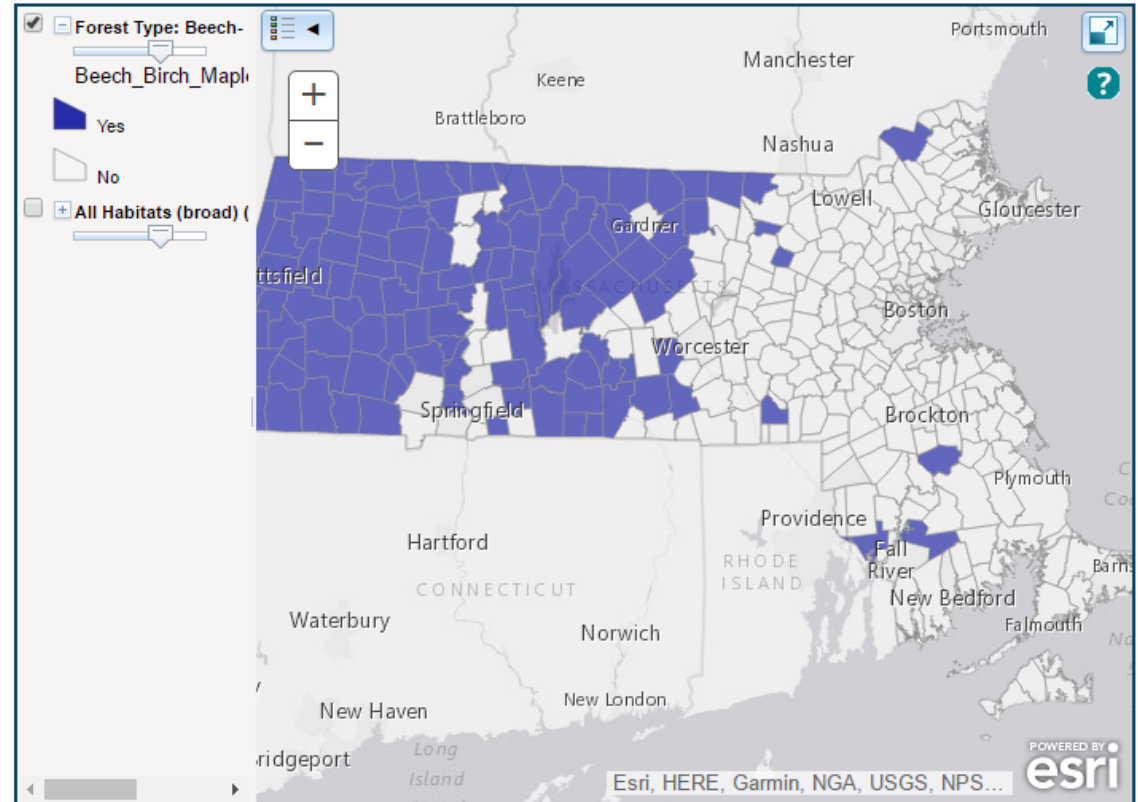 Forest Type: Beech-
Beech_Birch_Mapl
Yes
No
All Habitats (broad) (
+
−
?
Portsmouth
Manchester
Keene
Brattleboro
Nashua
Lowell
Gloucester
Gardner
ttsfield
MASSACHUSETTS
Boston
Worcester
Springfield
Brockton
Plymouth
Providence
Hartford
Fall
River
RHODE
ISLAND
CONNECTICUT
New Bedford
Barns
Falmouth
Waterbury
Norwich
New London
New Haven
ridgeport
Long
Island
Esri, HERE, Garmin, NGA, USGS, NPS...
POWERED BY
esri